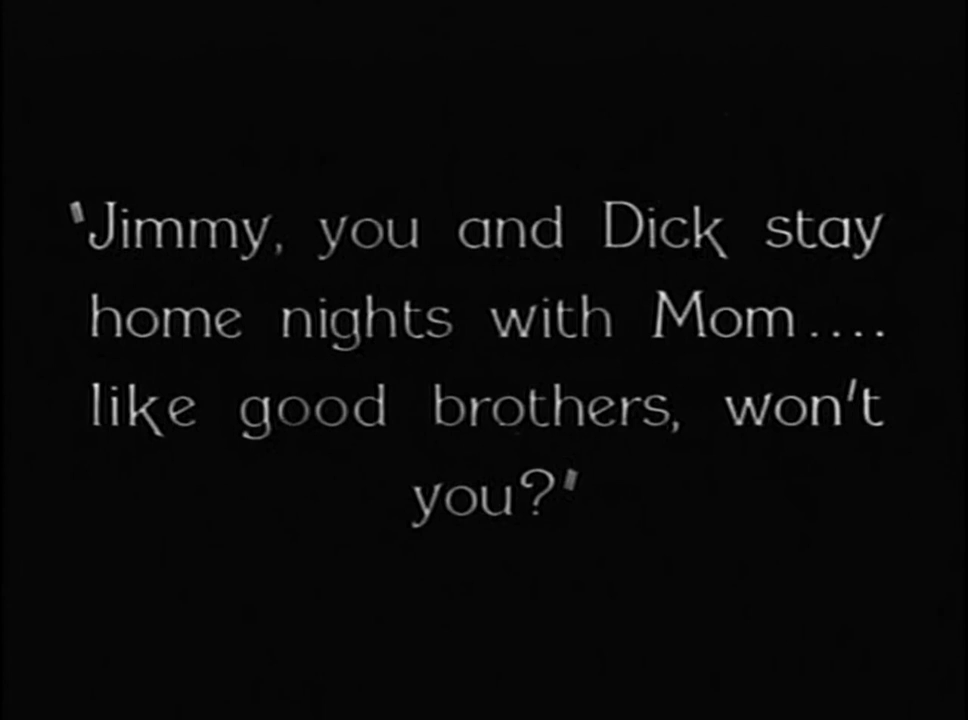 "Jimmy, you and Dick stay
home nights with Mom....
like good brothers, won't
you?"